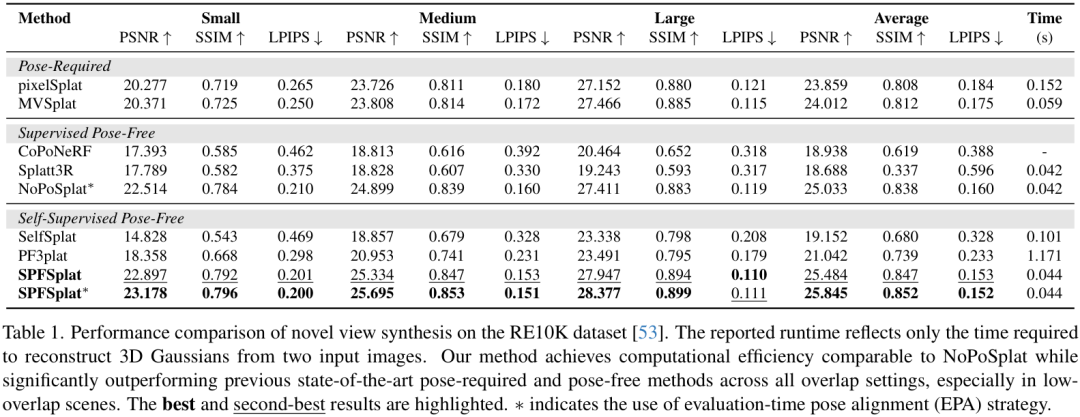 Method Small Medium Large Average Time
PSNR ↑ SSIM ↑ LPIPS ↓ PSNR ↑ SSIM ↑ LPIPS ↓ PSNR ↑ SSIM ↑ LPIPS ↓ PSNR ↑ SSIM ↑ LPIPS ↓ (s)
Pose-Required
pixelSplat 20.277 0.719 0.265 23.726 0.811 0.180 27.152 0.880 0.121 23.859 0.808 0.184 0.152
MVSplat 20.371 0.725 0.250 23.808 0.814 0.172 27.466 0.885 0.115 24.012 0.812 0.175 0.059
Supervised Pose-Free
CoPoNeRF 17.393 0.585 0.462 18.813 0.616 0.392 20.464 0.652 0.318 18.938 0.619 0.388 -
Splatt3R 17.789 0.582 0.375 18.828 0.607 0.330 19.243 0.593 0.317 18.688 0.337 0.596 0.042
NoPoSplat* 22.514 0.784 0.210 24.899 0.839 0.160 27.411 0.883 0.119 25.033 0.838 0.160 0.042
Self-Supervised Pose-Free
SelfSplat 14.828 0.543 0.469 18.857 0.679 0.328 23.338 0.798 0.208 19.152 0.680 0.328 0.101
PF3plat 18.358 0.668 0.298 20.953 0.741 0.231 23.491 0.795 0.179 21.042 0.739 0.233 1.171
SPFSplat 22.897 0.792 0.201 25.334 0.847 0.153 27.947 0.894 0.110 25.484 0.847 0.153 0.044
SPFSplat* 23.178 0.796 0.200 25.695 0.853 0.151 28.377 0.899 0.111 25.845 0.852 0.152 0.044
Table 1. Performance comparison of novel view synthesis on the RE10K dataset [53]. The reported runtime reflects only the time required
to reconstruct 3D Gaussians from two input images. Our method achieves computational efficiency comparable to NoPoSplat while
significantly outperforming previous state-of-the-art pose-required and pose-free methods across all overlap settings, especially in low-
overlap scenes. The best and second-best results are highlighted. * indicates the use of evaluation-time pose alignment (EPA) strategy.